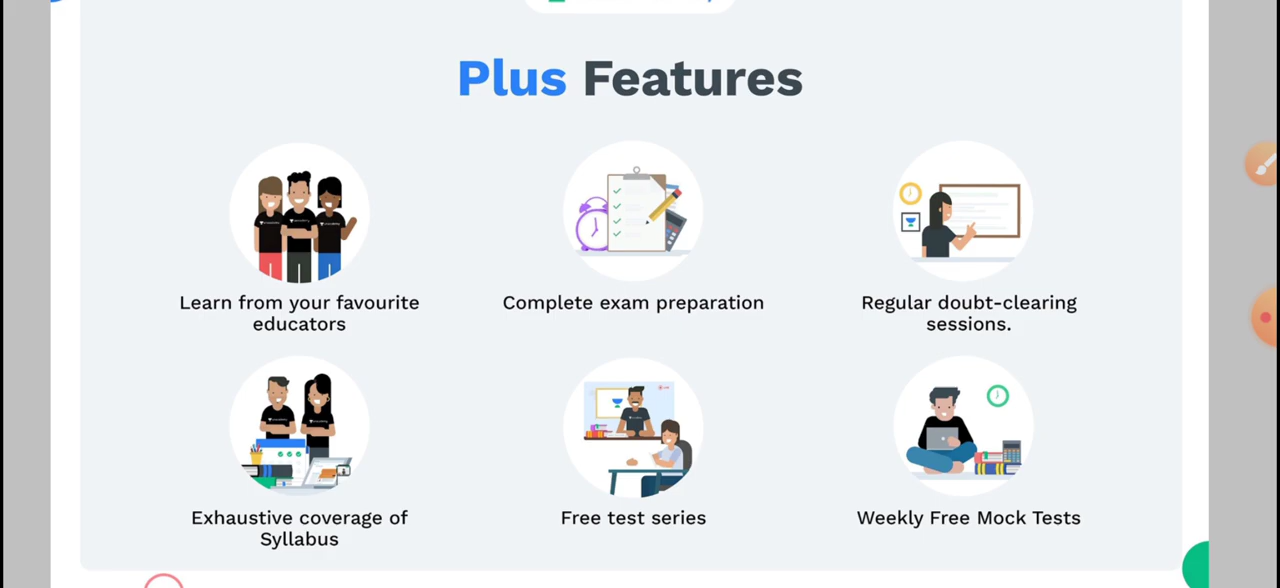 Plus Features
Learn from your favourite
educators
Complete exam preparation
Regular doubt-clearing
sessions.
Exhaustive coverage of
Syllabus
Free test series
Weekly Free Mock Tests